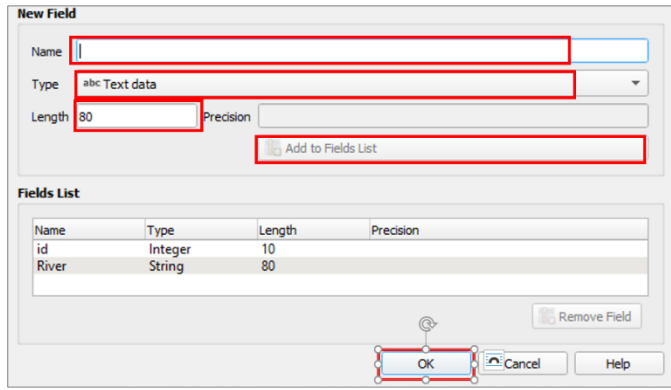 New Field
Name
Type abc Text data
Length 80 Precision
Add to Fields List
Fields List
Name Type Length Precision
id Integer 10
River String 80
Remove Field
OK Cancel Help